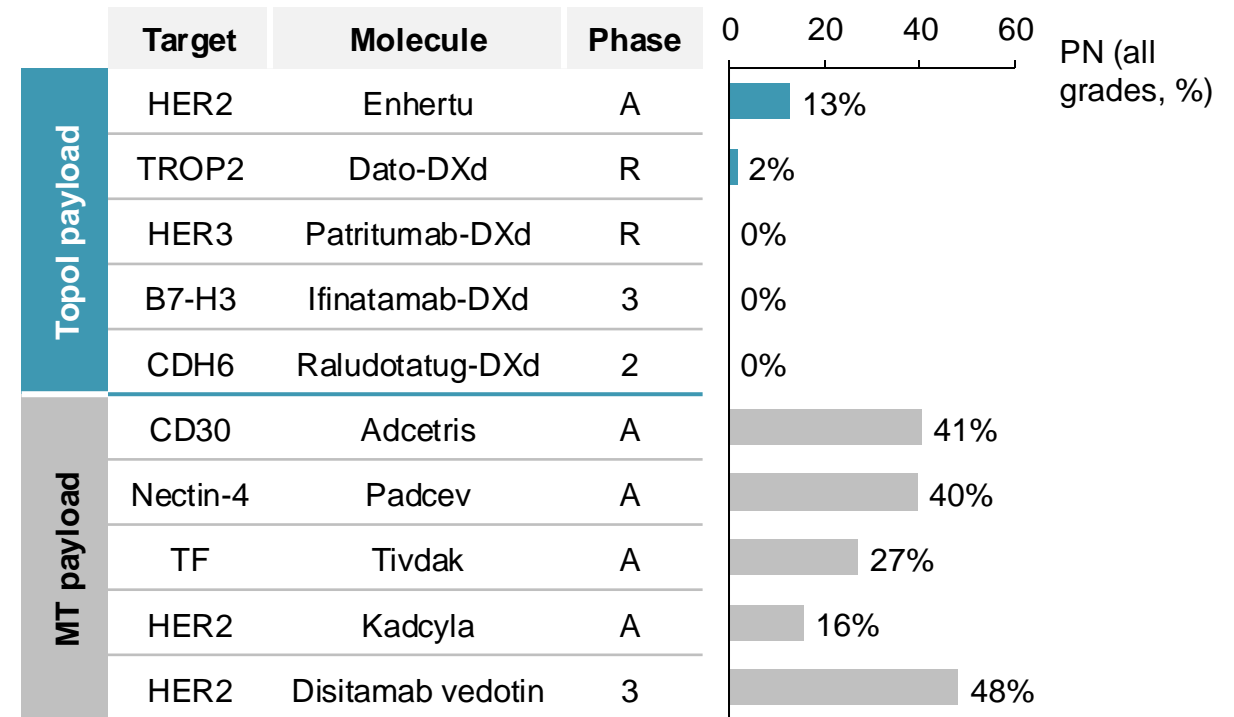 Target Molecule Phase 0 20 40 60
PN (all
grades, %)
TopoI payload
HER2 Enhertu A 13%
TROP2 Dato-DXd R 2%
HER3 Patritumab-DXd R 0%
B7-H3 Ifinatamab-DXd 3 0%
CDH6 Raludotatug-DXd 2 0%
MT payload
CD30 Adcetris A 41%
Nectin-4 Padcev A 40%
TF Tivdak A 27%
HER2 Kadcyla A 16%
HER2 Disitamab vedotin 3 48%